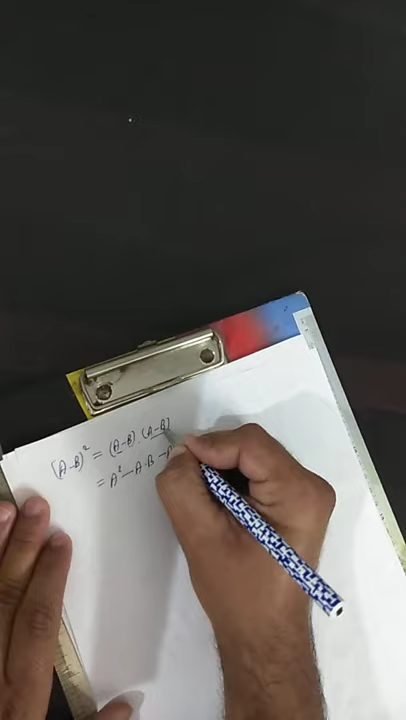 (A-B)² = (A-B).(A-B)
= A² - A.B -